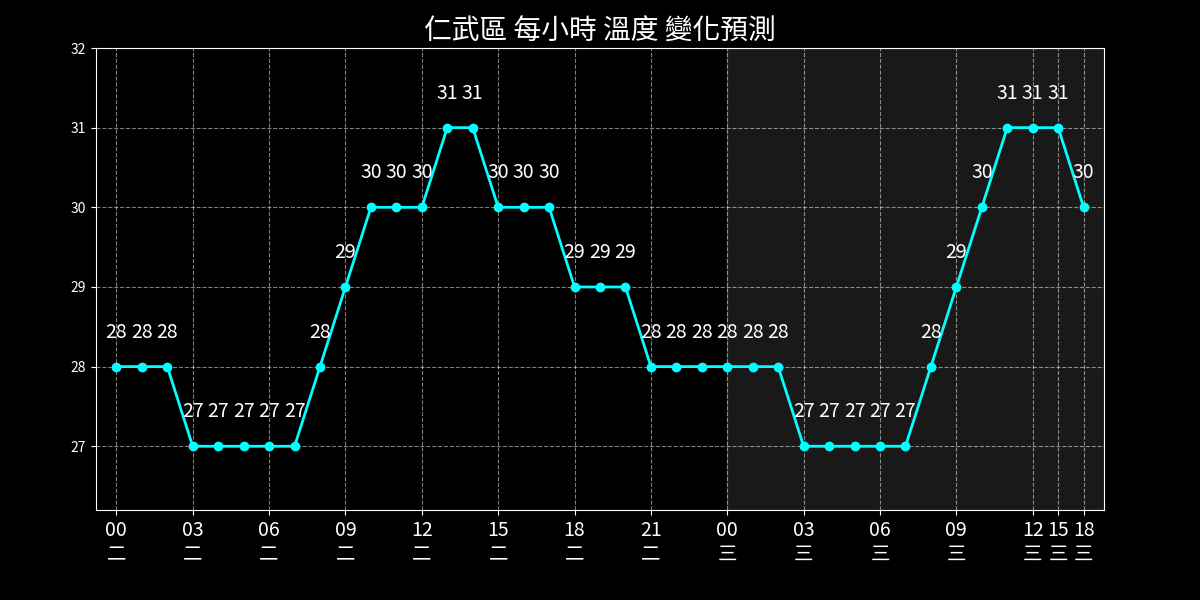 仁武區 每小時 溫度 變化預測
32
31 31 31 31 31
31
30 30 30 30 30 30 30 30
30
29 29 29 29 29
29
28 28 28 28 28 28 28 28 28 28 28
28
27 27 27 27 27 27 27 27 27 27
27
00 03 06 09 12 15 18 21 00 03 06 09 12 15 18
二 二 二 二 二 二 二 二 三 三 三 三 三 三 三